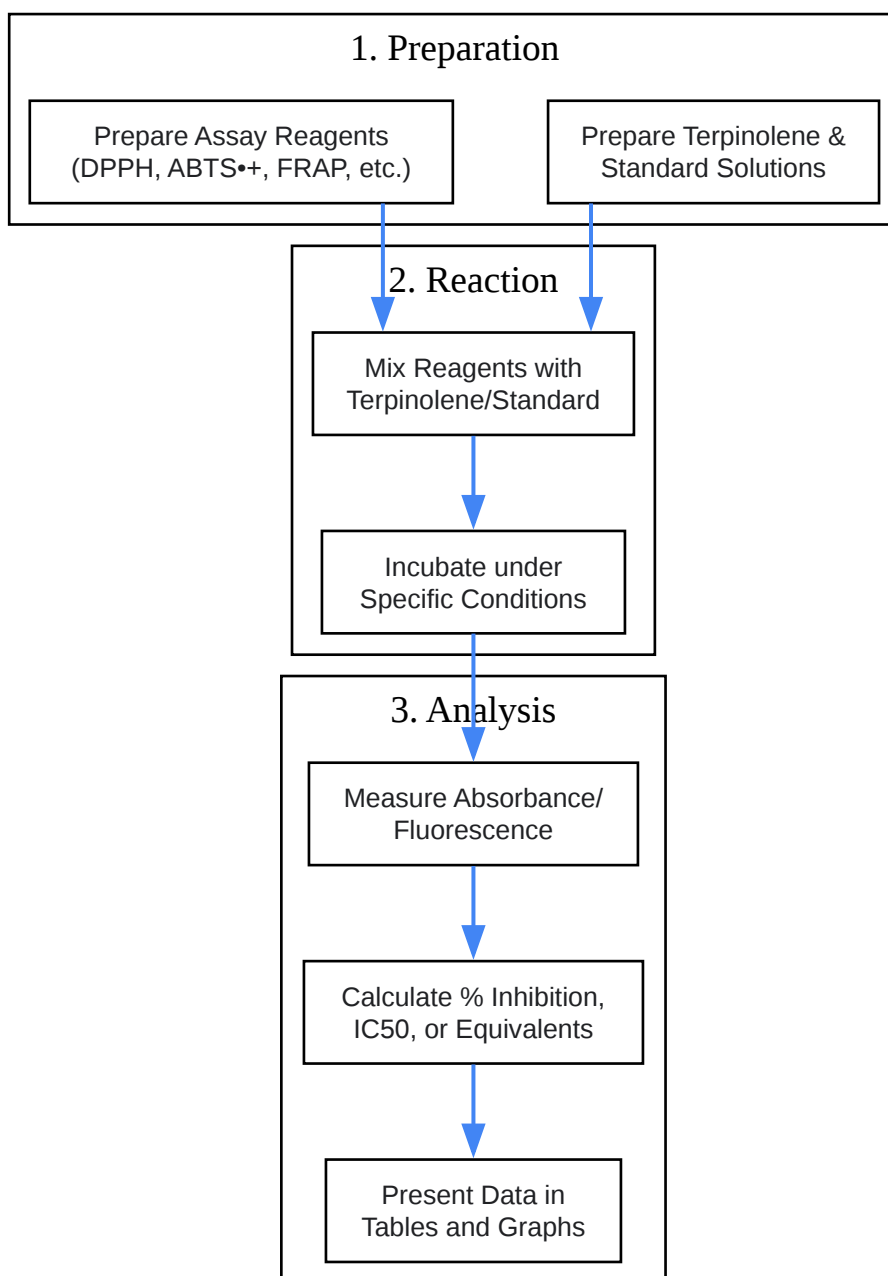 1. Preparation
Prepare Assay Reagents
(DPPH, ABTS•+, FRAP, etc.)
Prepare Terpinolene &
Standard Solutions
2. Reaction
Mix Reagents with
Terpinolene/Standard
Incubate under
Specific Conditions
3. Analysis
Measure Absorbance/
Fluorescence
Calculate % Inhibition,
IC50, or Equivalents
Present Data in
Tables and Graphs